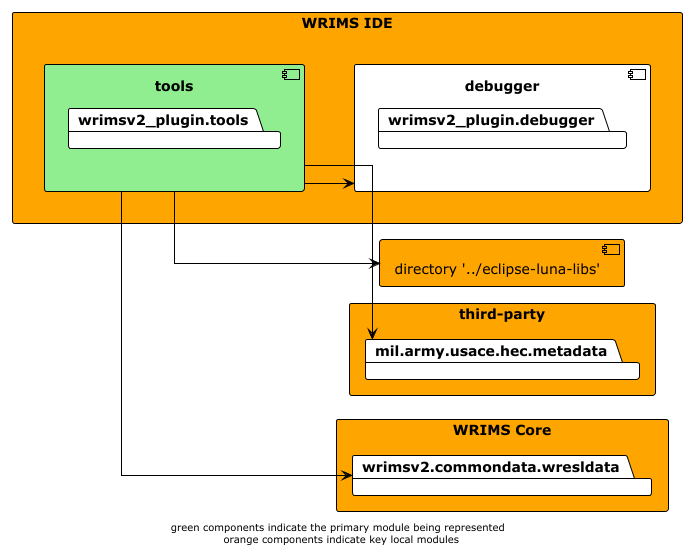 WRIMS IDE
tools
wrimsv2_plugin.tools
debugger
wrimsv2_plugin.debugger
directory '../eclipse-luna-libs'
third-party
mil.army.usace.hec.metadata
WRIMS Core
wrimsv2.commondata.wresldata
green components indicate the primary module being represented
orange components indicate key local modules